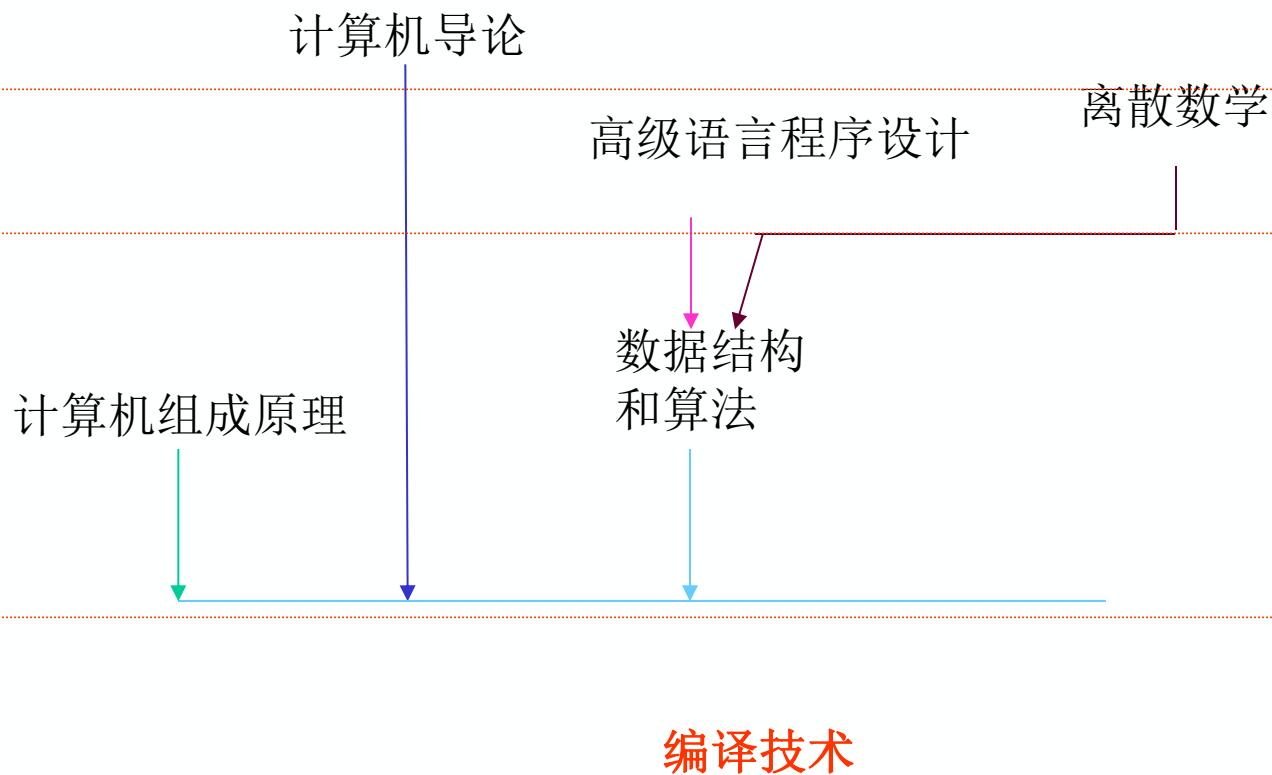 计算机导论
离散数学
高级语言程序设计
数据结构
和算法
计算机组成原理
编译技术